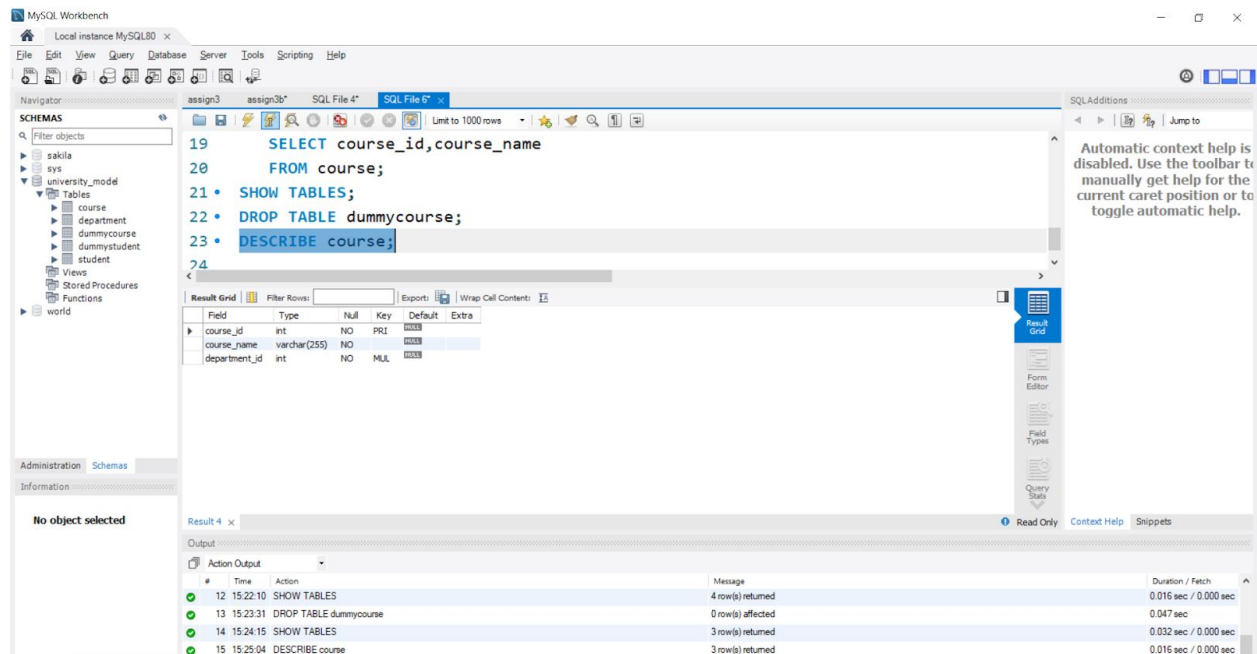 MySQL Workbench
Local instance MySQL80 ×
File Edit View Query Database Server Tools Scripting Help
Navigator
SCHEMAS
Filter objects
sakila
sys
university_model
Tables
course
department
dummycourse
dummystudent
student
Views
Stored Procedures
Functions
world
Administration Schemas
Information
No object selected
assign3 assign3b* SQL File 4* SQL File 6* ×
Limit to 1000 rows
19 SELECT course_id,course_name
20 FROM course;
21 SHOW TABLES;
22 DROP TABLE dummycourse;
23 DESCRIBE course;
24
Result Grid Filter Rows: Export: Wrap Cell Content:
Field Type Null Key Default Extra
course_id int NO PRI NULL
course_name varchar(255) NO NULL
department_id int NO MUL NULL
Result Grid
Form Editor
Field Types
Query Stats
Result 4 ×
Read Only
SQLAdditions
Jump to
Automatic context help is
disabled. Use the toolbar to
manually get help for the
current caret position or to
toggle automatic help.
Context Help Snippets
Output
Action Output
# Time Action Message Duration / Fetch
12 15:22:10 SHOW TABLES 4 row(s) returned 0.016 sec / 0.000 sec
13 15:23:31 DROP TABLE dummycourse 0 row(s) affected 0.047 sec
14 15:24:15 SHOW TABLES 3 row(s) returned 0.032 sec / 0.000 sec
15 15:25:04 DESCRIBE course 3 row(s) returned 0.016 sec / 0.000 sec